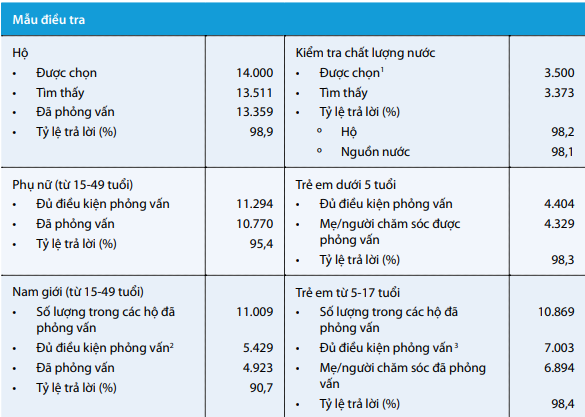 Mẫu điều tra
Hộ
• Được chọn 14.000
• Tìm thấy 13.511
• Đã phỏng vấn 13.359
• Tỷ lệ trả lời (%) 98,9
Kiểm tra chất lượng nước
• Được chọn¹ 3.500
• Tìm thấy 3.373
• Tỷ lệ trả lời (%)
o Hộ 98,2
o Nguồn nước 98,1
Phụ nữ (từ 15-49 tuổi)
• Đủ điều kiện phỏng vấn 11.294
• Đã phỏng vấn 10.770
• Tỷ lệ trả lời (%) 95,4
Trẻ em dưới 5 tuổi
• Đủ điều kiện phỏng vấn 4.404
• Mẹ/người chăm sóc được 4.329
phỏng vấn
• Tỷ lệ trả lời (%) 98,3
Nam giới (từ 15-49 tuổi)
• Số lượng trong các hộ đã 11.009
phỏng vấn
• Đủ điều kiện phỏng vấn² 5.429
• Đã phỏng vấn 4.923
• Tỷ lệ trả lời (%) 90,7
Trẻ em từ 5-17 tuổi
• Số lượng trong các hộ đã 10.869
phỏng vấn
• Đủ điều kiện phỏng vấn ³ 7.003
• Mẹ/người chăm sóc đã phỏng 6.894
vấn
• Tỷ lệ trả lời (%) 98,4